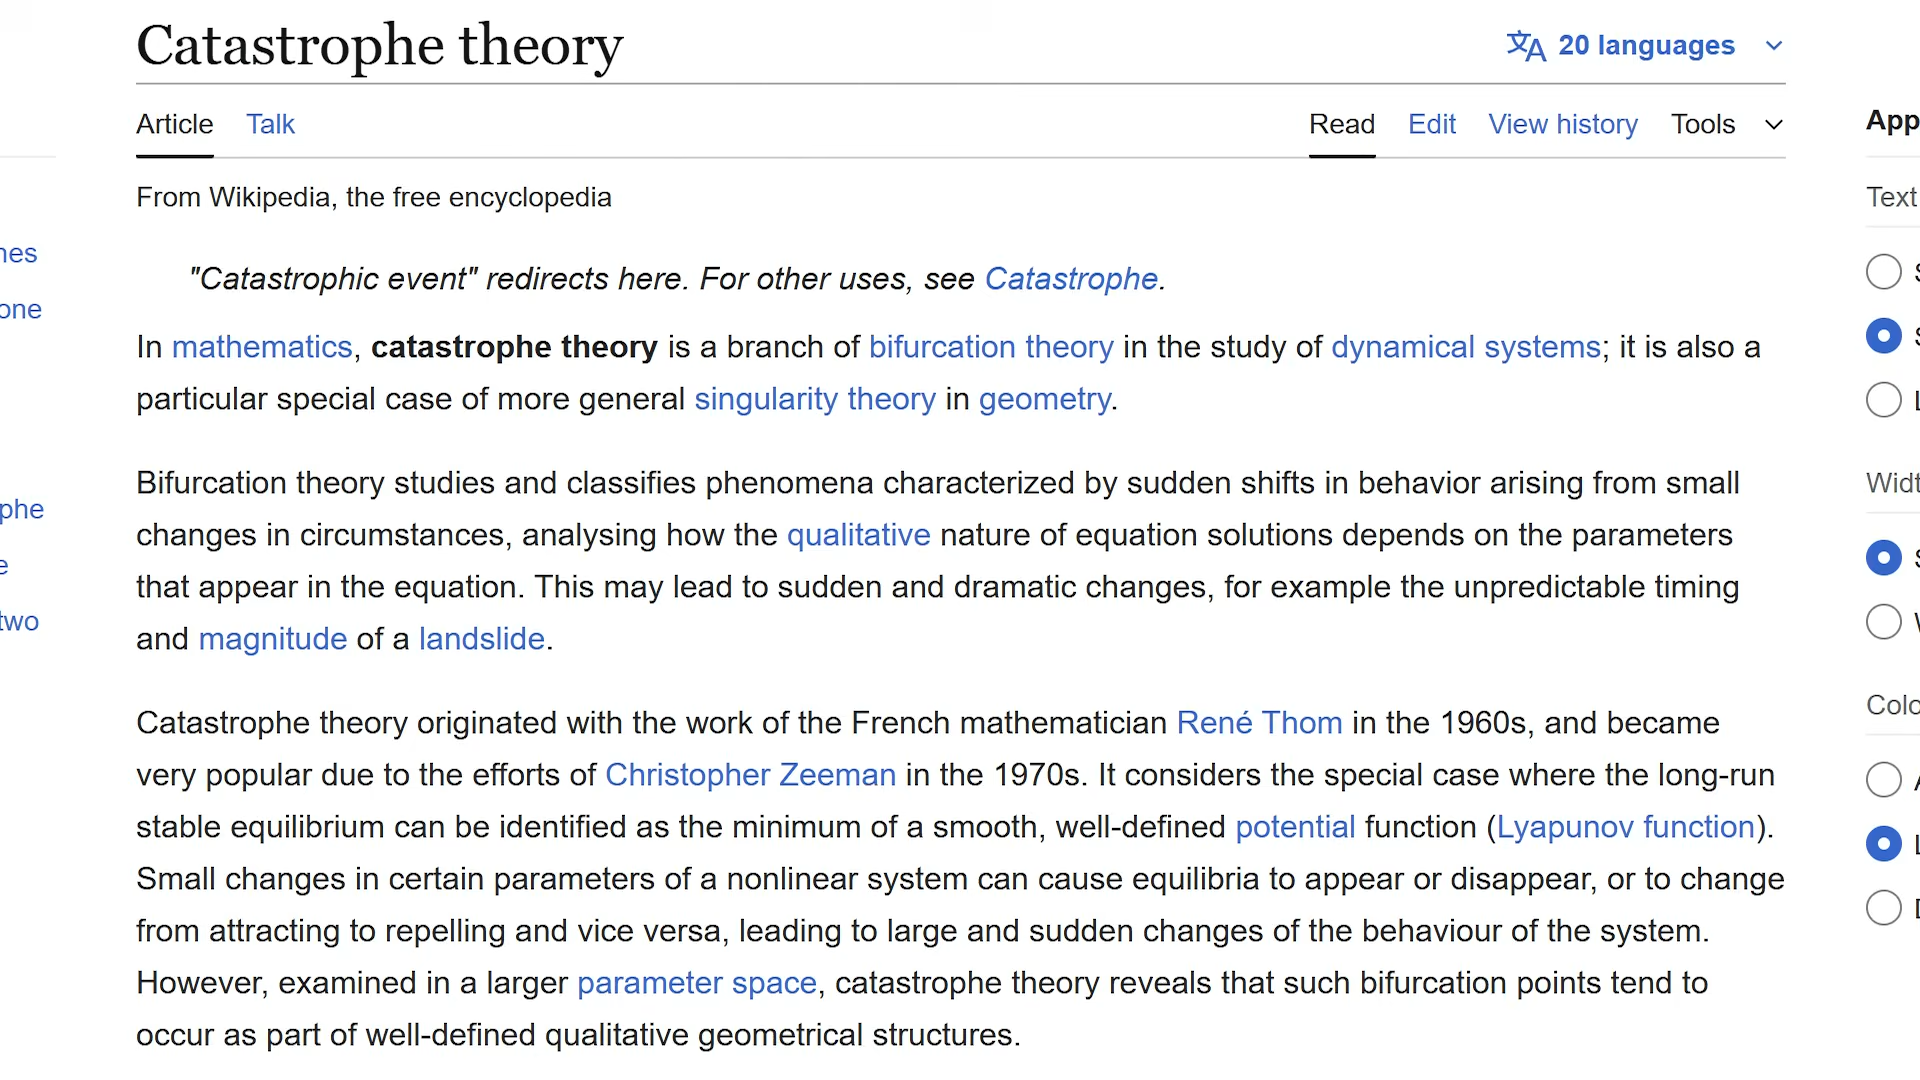 Catastrophe theory
20 languages
Article Talk Read Edit View history Tools
From Wikipedia, the free encyclopedia
"Catastrophic event" redirects here. For other uses, see Catastrophe.
In mathematics, catastrophe theory is a branch of bifurcation theory in the study of dynamical systems; it is also a
particular special case of more general singularity theory in geometry.
Bifurcation theory studies and classifies phenomena characterized by sudden shifts in behavior arising from small
changes in circumstances, analysing how the qualitative nature of equation solutions depends on the parameters
that appear in the equation. This may lead to sudden and dramatic changes, for example the unpredictable timing
and magnitude of a landslide.
Catastrophe theory originated with the work of the French mathematician René Thom in the 1960s, and became
very popular due to the efforts of Christopher Zeeman in the 1970s. It considers the special case where the long-run
stable equilibrium can be identified as the minimum of a smooth, well-defined potential function (Lyapunov function).
Small changes in certain parameters of a nonlinear system can cause equilibria to appear or disappear, or to change
from attracting to repelling and vice versa, leading to large and sudden changes of the behaviour of the system.
However, examined in a larger parameter space, catastrophe theory reveals that such bifurcation points tend to
occur as part of well-defined qualitative geometrical structures.
one
phe
two
App
Text